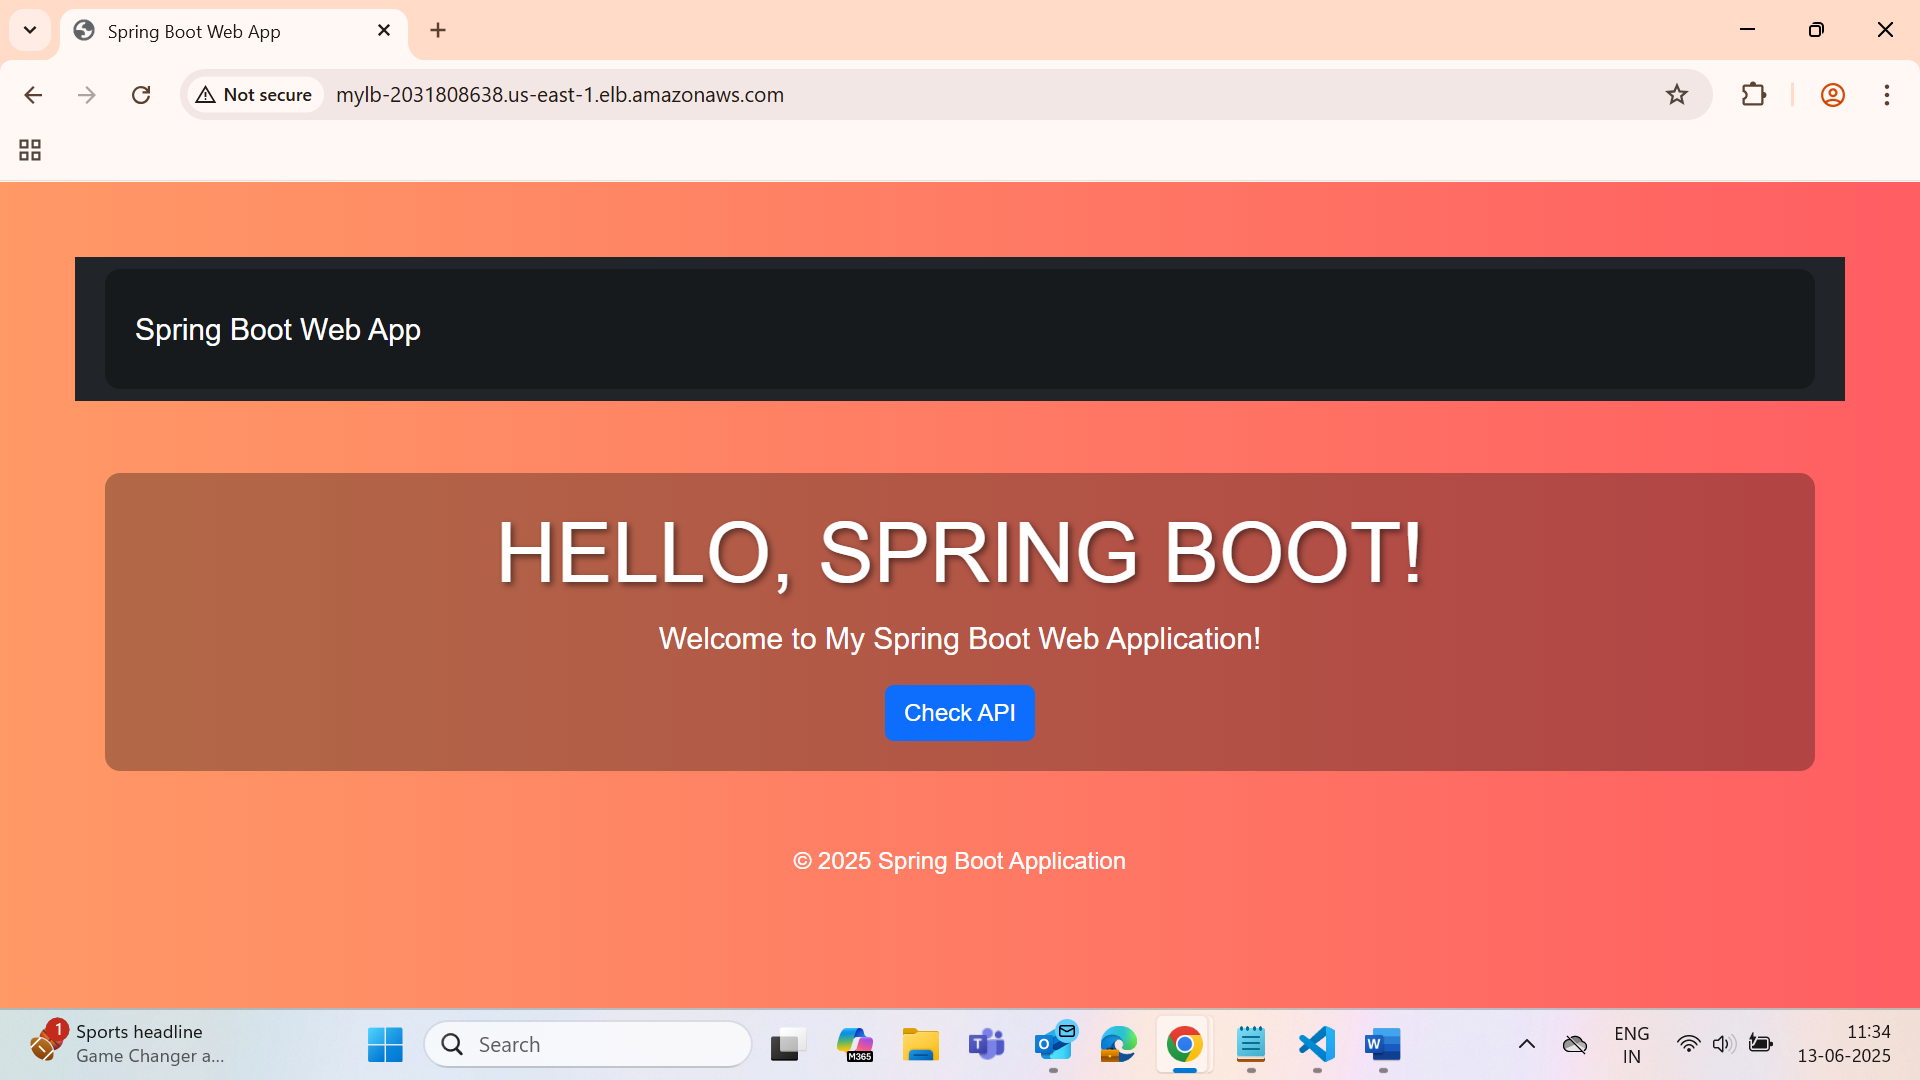 Spring Boot Web App
Not secure
mylb-2031808638.us-east-1.elb.amazonaws.com
Spring Boot Web App
HELLO, SPRING BOOT!
Welcome to My Spring Boot Web Application!
Check API
© 2025 Spring Boot Application
1
Sports headline
Game Changer a...
Search
M365
T
O
W
ENG
IN
11:34
13-06-2025